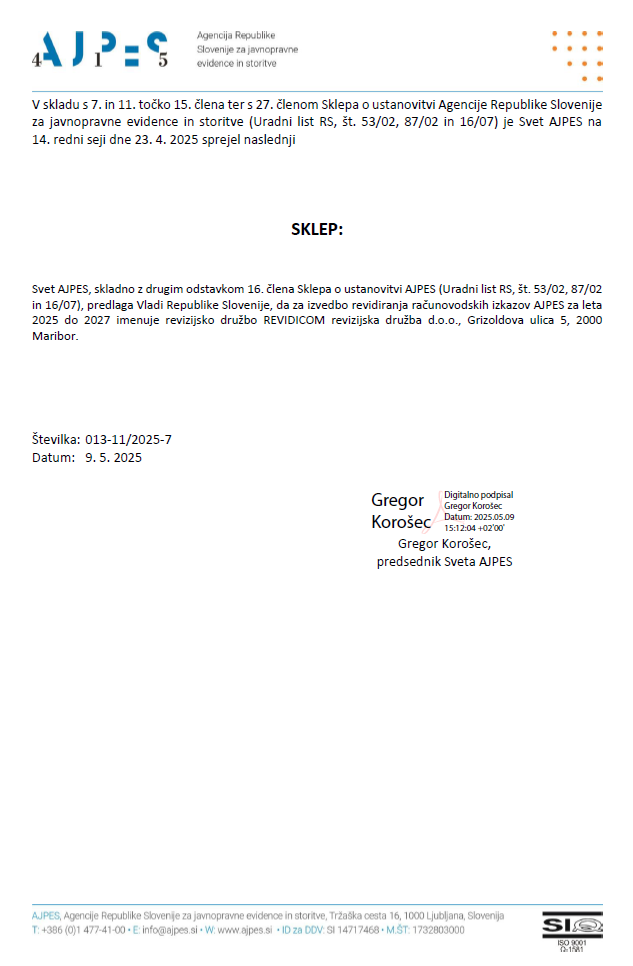 AJPES
4 1 5
Agencija Republike
Slovenije za javnopravne
evidence in storitve
V skladu s 7. in 11. točko 15. člena ter s 27. členom Sklepa o ustanovitvi Agencije Republike Slovenije
za javnopravne evidence in storitve (Uradni list RS, št. 53/02, 87/02 in 16/07) je Svet AJPES na
14. redni seji dne 23. 4. 2025 sprejel naslednji
SKLEP:
Svet AJPES, skladno z drugim odstavkom 16. člena Sklepa o ustanovitvi AJPES (Uradni list RS, št. 53/02, 87/02
in 16/07), predlaga Vladi Republike Slovenije, da za izvedbo revidiranja računovodskih izkazov AJPES za leta
2025 do 2027 imenuje revizijsko družbo REVIDICOM revizijska družba d.o.o., Grizoldova ulica 5, 2000
Maribor.
Številka: 013-11/2025-7
Datum: 9. 5. 2025
Gregor
Korošec
Digitalno podpisal
Gregor Korošec
Datum: 2025.05.09
15:12:04 +02'00'
Gregor Korošec,
predsednik Sveta AJPES
AJPES, Agencije Republike Slovenije za javnopravne evidence in storitve, Tržaška cesta 16, 1000 Ljubljana, Slovenija
T: +386 (0)1 477-41-00 • E: info@ajpes.si • W: www.ajpes.si • ID za DDV: SI 14717468 • M.ŠT: 1732803000
SIQ
ISO 9001
Q-1581